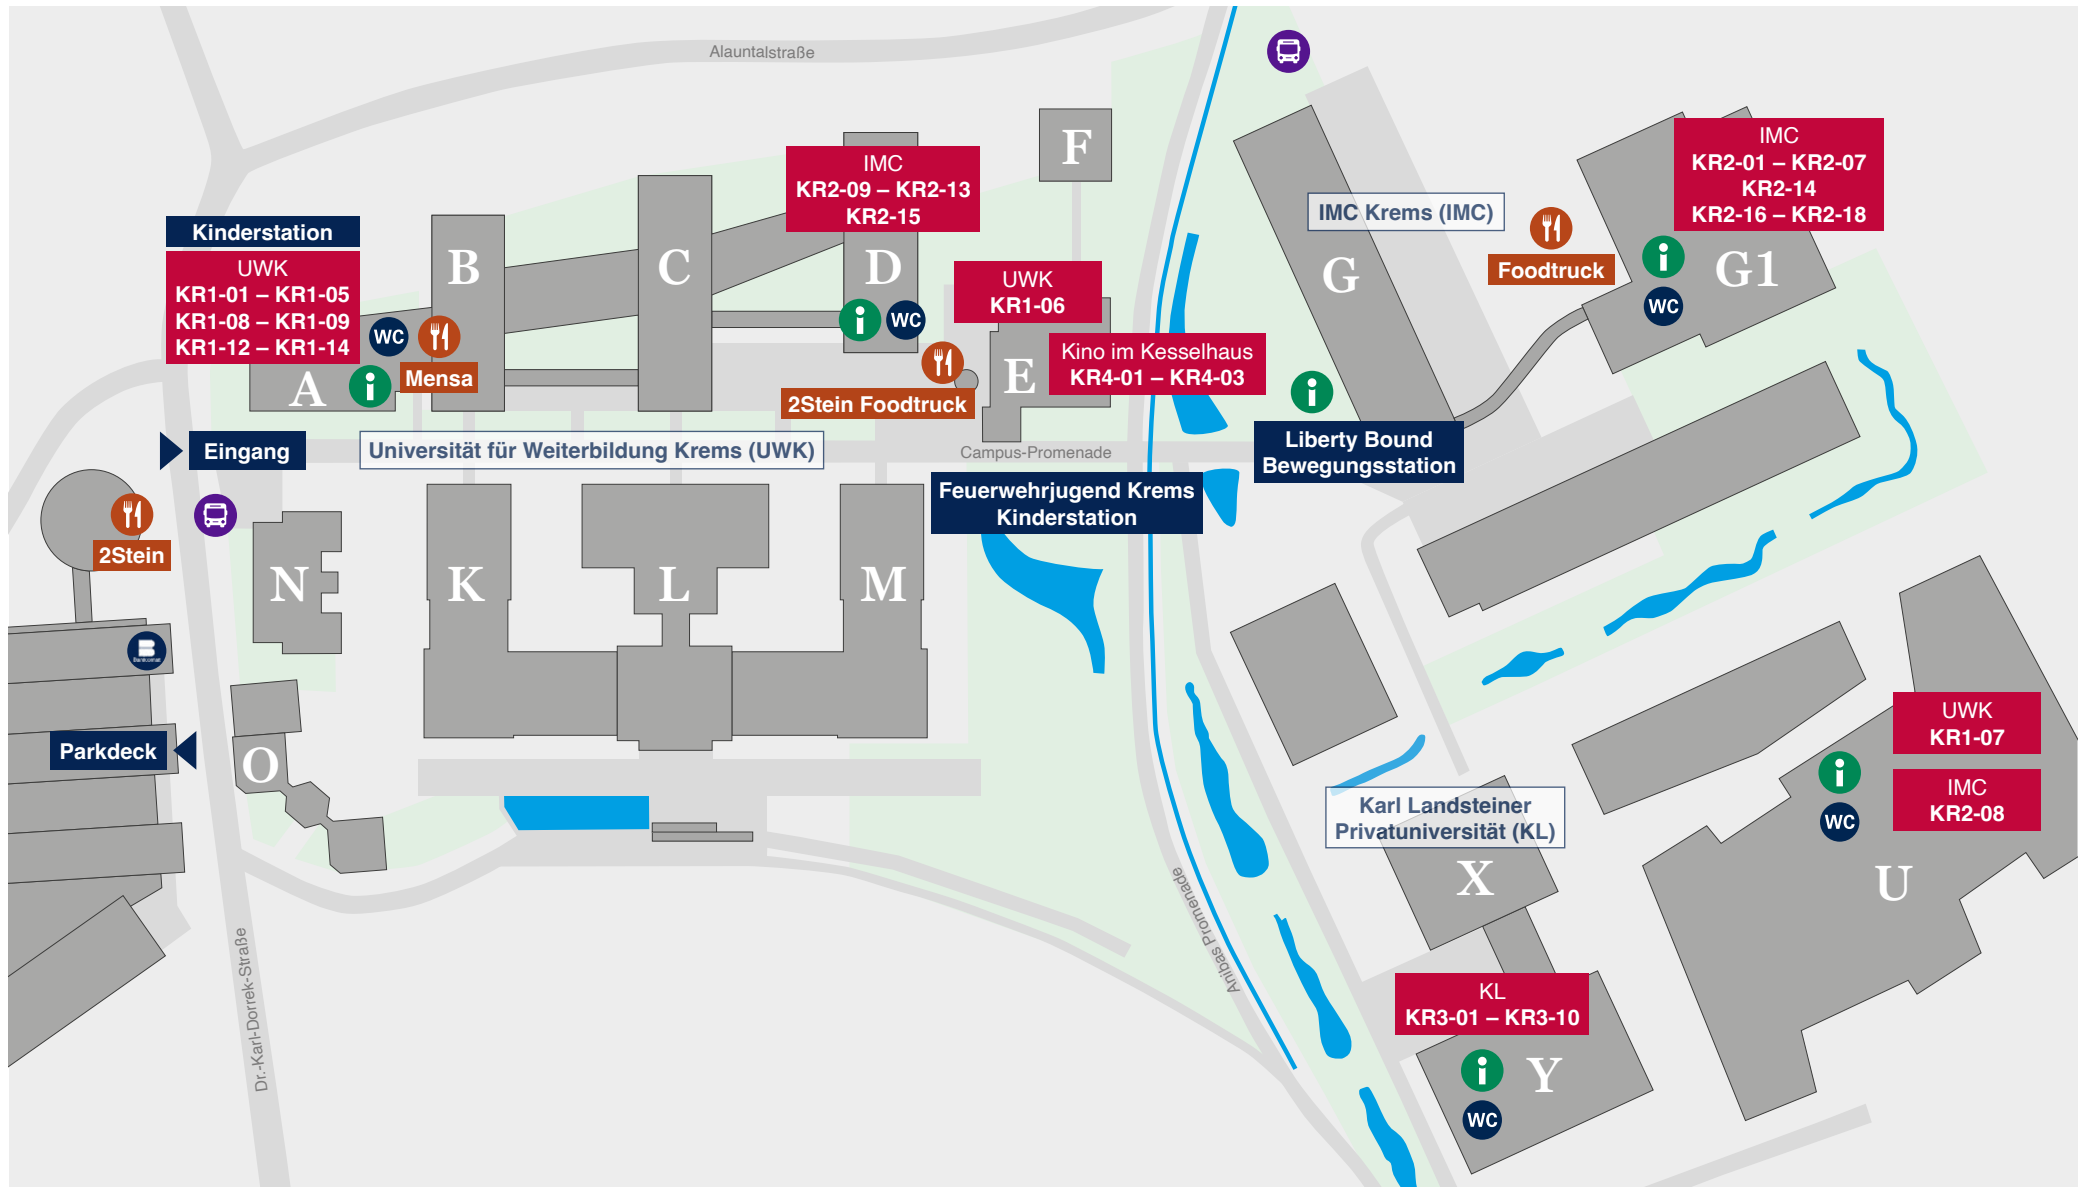 Alauntalstraße
F
IMC
KR2-09 – KR2-13
KR2-15
IMC
KR2-01 – KR2-07
KR2-14
KR2-16 – KR2-18
IMC Krems (IMC)
Kinderstation
UWK
KR1-01 – KR1-05
KR1-08 – KR1-09
KR1-12 – KR1-14
B
C
D
G
G1
Foodtruck
UWK
KR1-06
WC
WC
WC
Mensa
A
E
Kino im Kesselhaus
KR4-01 – KR4-03
2Stein Foodtruck
Eingang
Universität für Weiterbildung Krems (UWK)
Campus-Promenade
Liberty Bound
Bewegungsstation
Feuerwehrjugend Krems
Kinderstation
2Stein
N
K
L
M
Bankomat
Parkdeck
O
UWK
KR1-07
IMC
KR2-08
WC
Karl Landsteiner
Privatuniversität (KL)
X
U
Anibas Promenade
Dr.-Karl-Dorrek-Straße
KL
KR3-01 – KR3-10
Y
WC